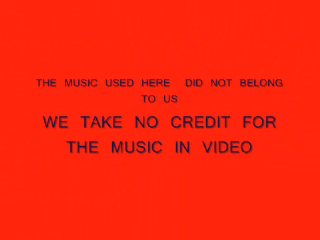 THE MUSIC USED HERE DID NOT BELONG
TO US
WE TAKE NO CREDIT FOR
THE MUSIC IN VIDEO